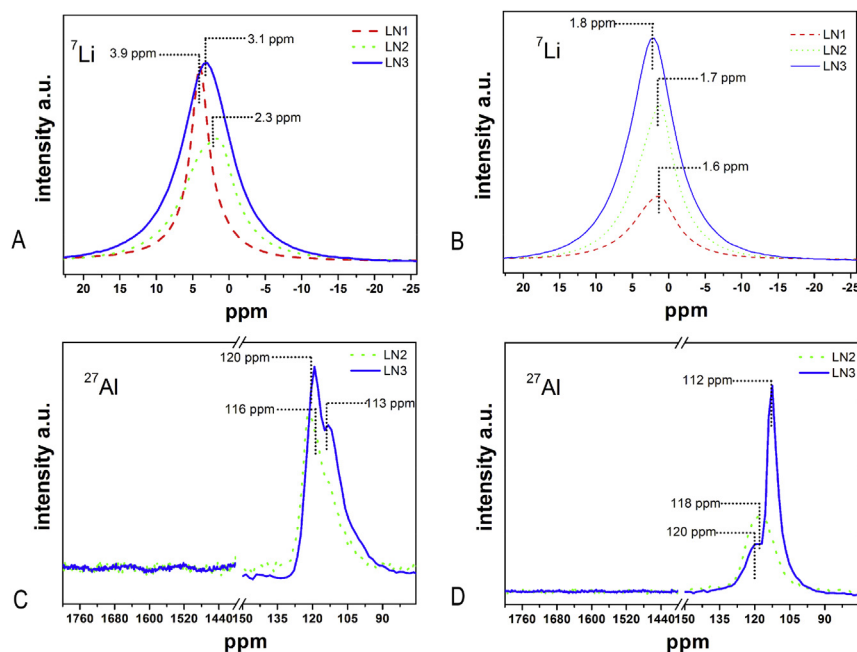 ⁷Li
3.9 ppm
3.1 ppm
2.3 ppm
LN1
LN2
LN3
intensity a.u.
20 15 10 5 0 -5 -10 -15 -20 -25
ppm
A
⁷Li
1.8 ppm
1.7 ppm
1.6 ppm
LN1
LN2
LN3
intensity a.u.
20 15 10 5 0 -5 -10 -15 -20 -25
ppm
B
²⁷Al
120 ppm
116 ppm
113 ppm
LN2
LN3
intensity a.u.
1760 1680 1600 1520 1440 150 135 120 105 90
ppm
C
²⁷Al
112 ppm
118 ppm
120 ppm
LN2
LN3
intensity a.u.
1760 1680 1600 1520 1440 150 135 120 105 90
ppm
D